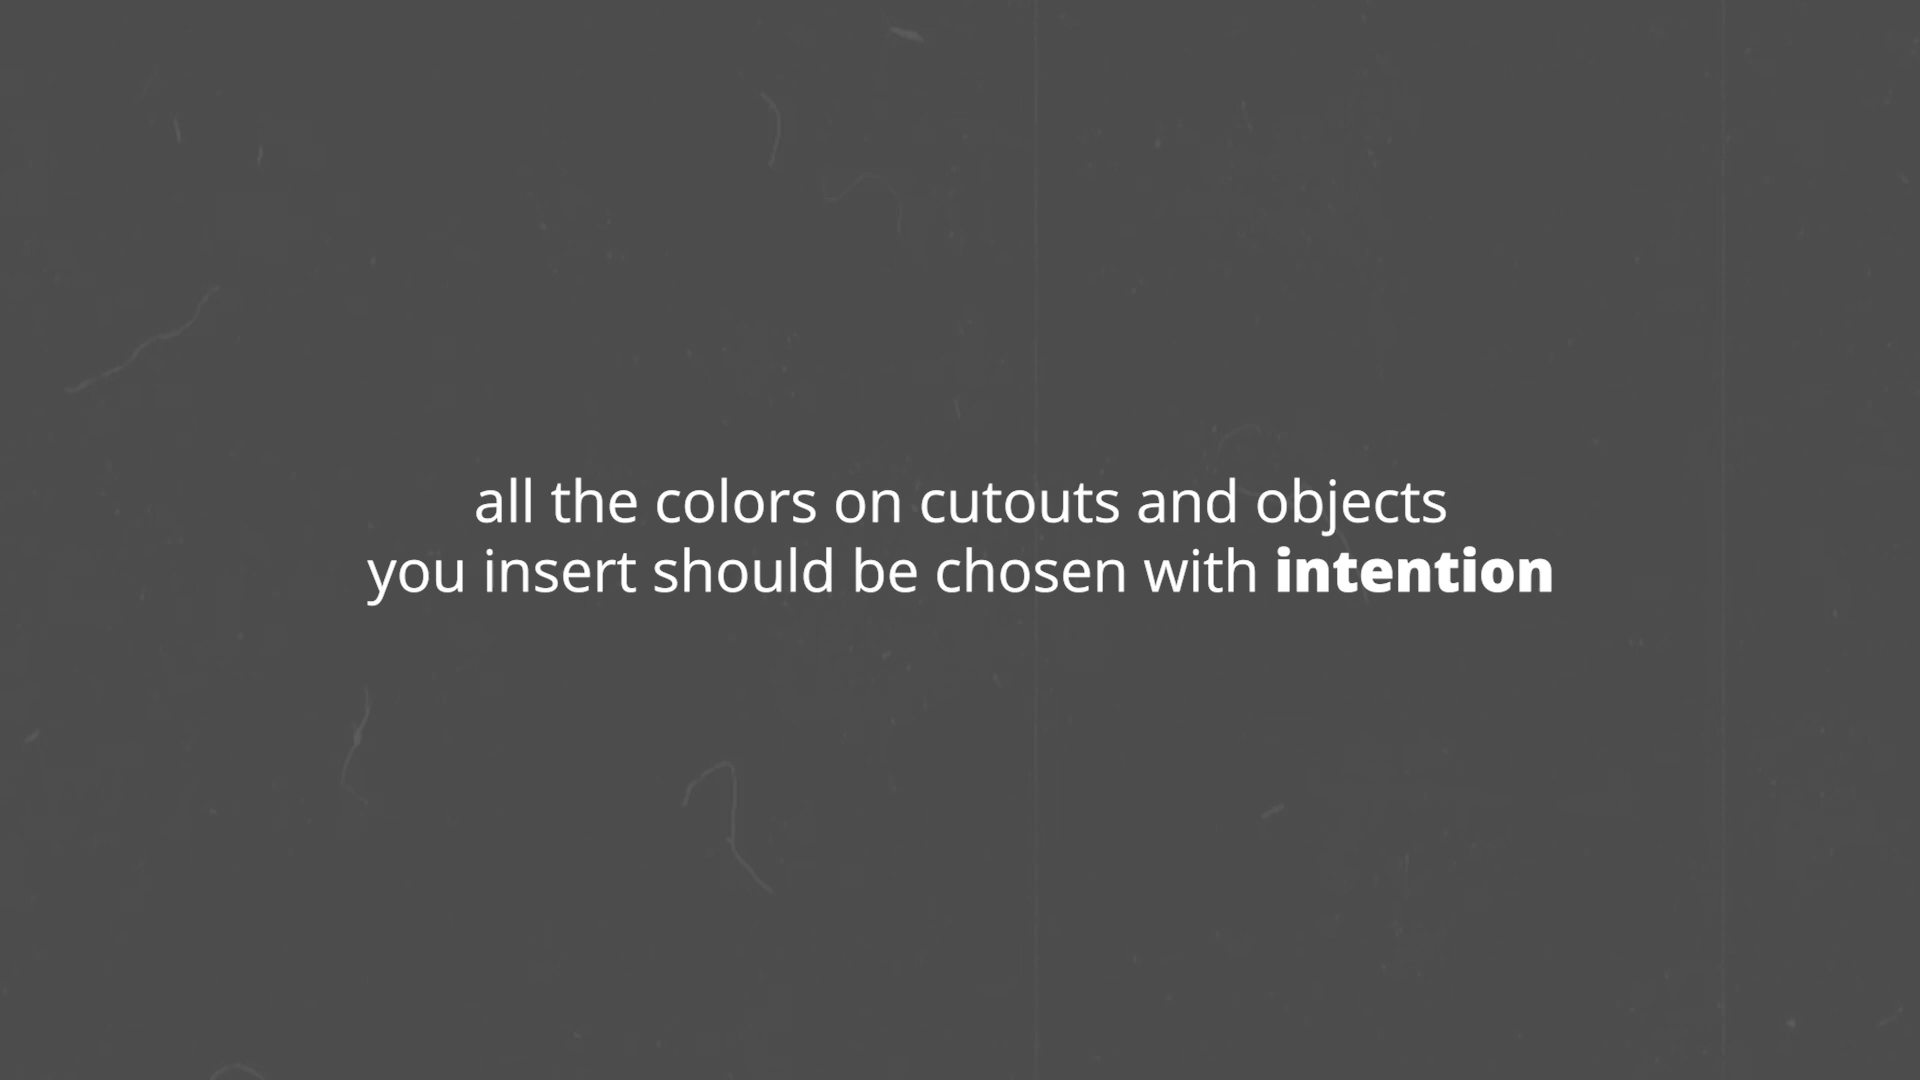 all the colors on cutouts and objects
you insert should be chosen with intention